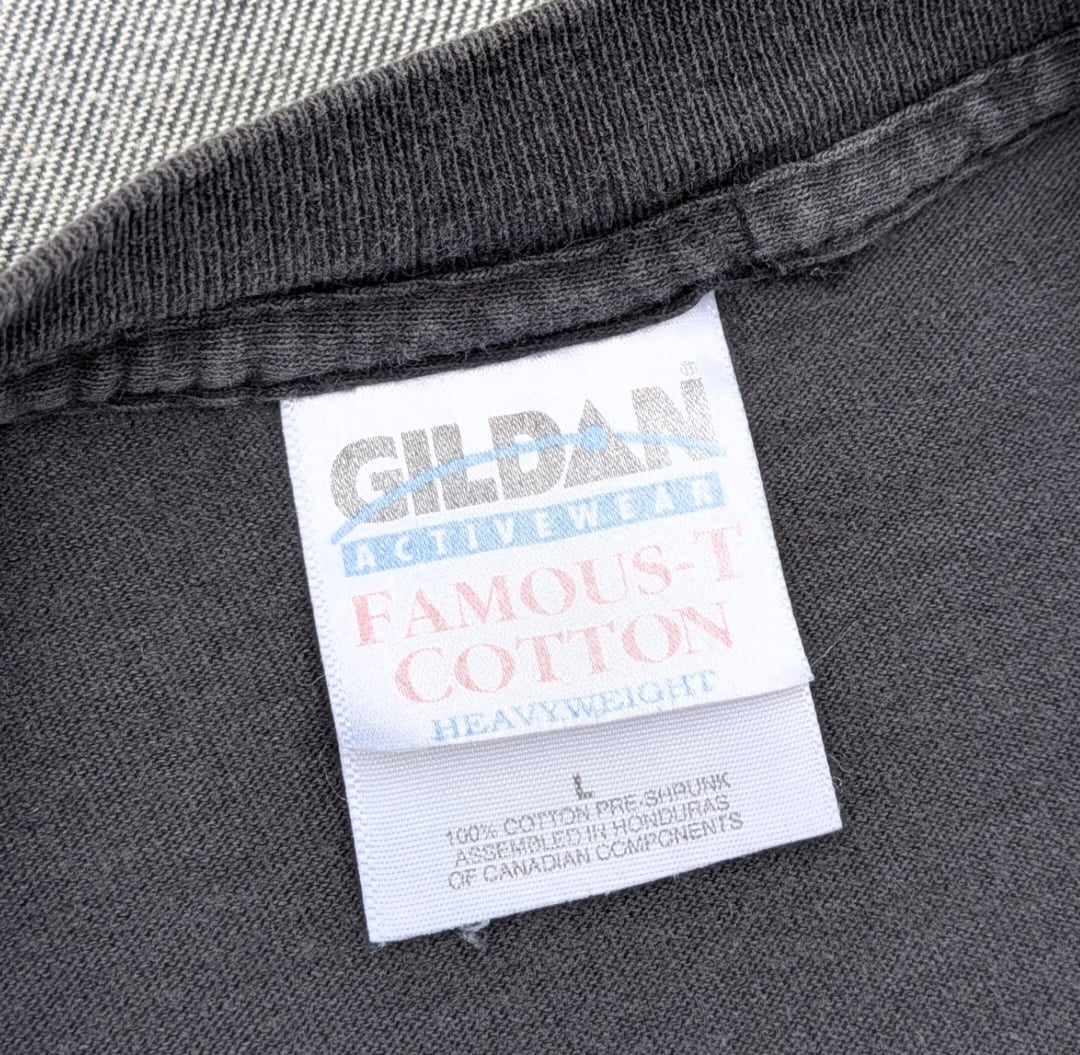 GILDAN®
ACTIVEWEAR
FAMOUS-T
COTTON
HEAVYWEIGHT
L
100% COTTON PRE-SHRUNK
ASSEMBLED IN HONDURAS
OF CANADIAN COMPONENTS